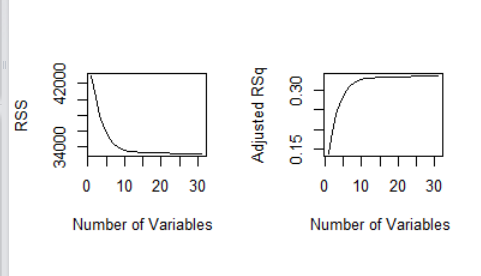 RSS
42000
34000
0 10 20 30
Number of Variables
Adjusted RSq
0.30
0.15
0 10 20 30
Number of Variables